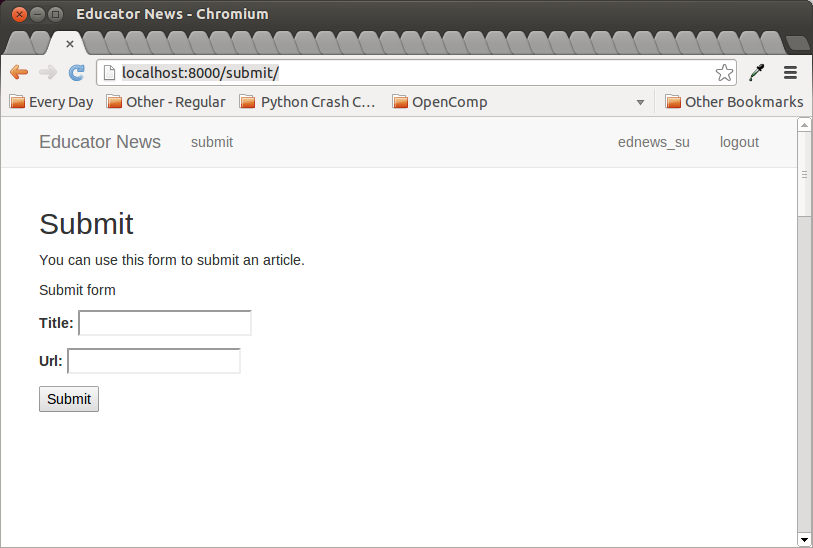 Educator News - Chromium
localhost:8000/submit/
Every Day Other - Regular Python Crash C... OpenComp Other Bookmarks
Educator News submit ednews_su logout
Submit
You can use this form to submit an article.
Submit form
Title:
Url:
Submit